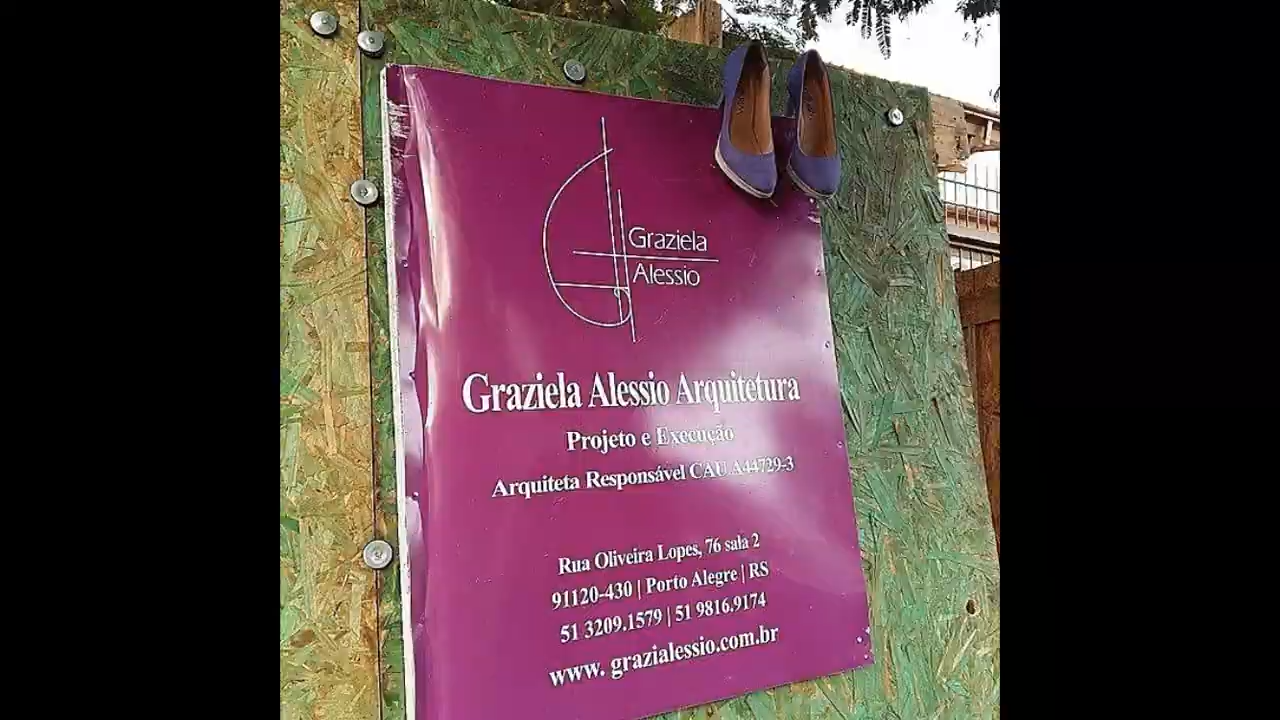 Graziela
Alessio
Graziela Alessio Arquitetura
Projeto e Execução
Arquiteta Responsável CAU A44729-3
Rua Oliveira Lopes, 76 sala 2
91120-430 | Porto Alegre | RS
51 3209.1579 | 51 9816.9174
www. grazialessio.com.br